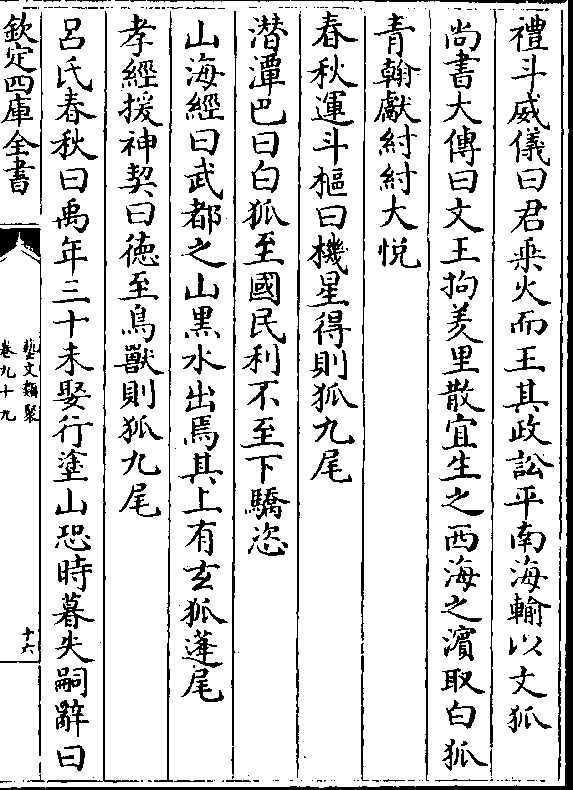 禮斗威儀曰君乘火而王其政訟平南海輸以文狐
尚書大傳曰文王拘羑里散宜生之西海之濱取白狐
青翰獻紂紂大悦
春秋運斗樞曰機星得則狐九尾
潜潭巴曰白狐至國民利不至下驕恣
山海經曰武都之山黒水出焉其上有玄狐蓬尾
孝經援神契曰德至鳥獸則狐九尾
呂氏春秋曰禹年三十未娶行塗山恐時暮失嗣辭曰
欽定四庫全書
藝文類聚
卷九十九
十六